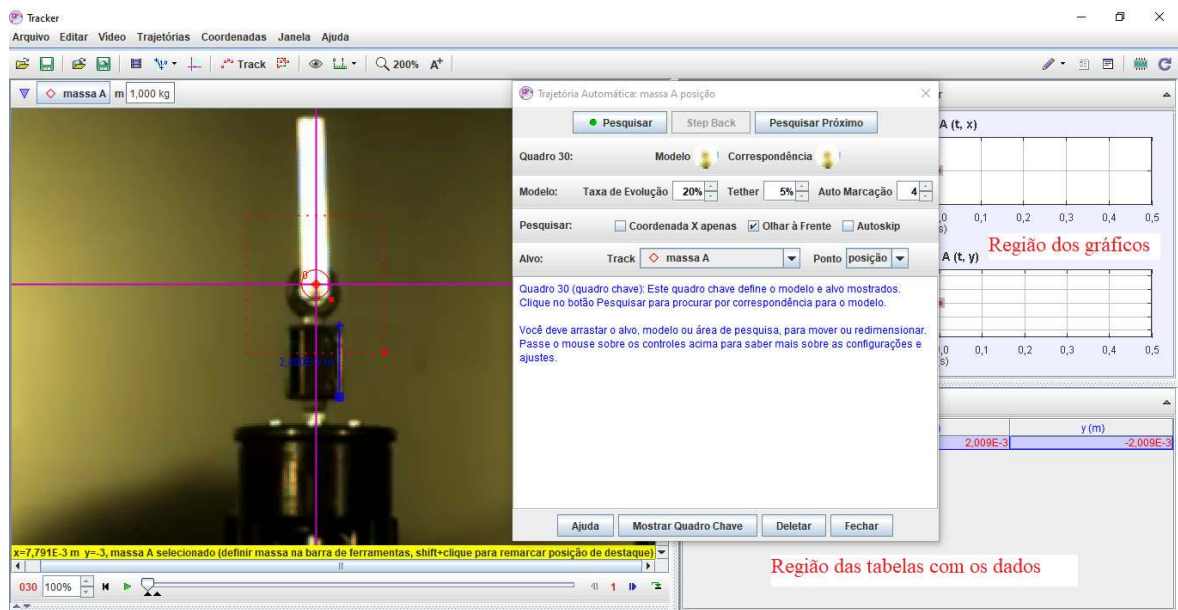 Tracker
Arquivo Editar Vídeo Trajetórias Coordenadas Janela Ajuda
Track 200% A+
massa A m 1,000 kg
Trajetória Automática: massa A posição
Pesquisar Step Back Pesquisar Próximo
Quadro 30: Modelo Correspondência
Modelo: Taxa de Evolução 20% Tether 5% Auto Marcação 4
Pesquisar: Coordenada X apenas Olhar à Frente Autoskip
Alvo: Track massa A Ponto posição
Quadro 30 (quadro chave): Este quadro chave define o modelo e alvo mostrados.
Clique no botão Pesquisar para procurar por correspondência para o modelo.
Você deve arrastar o alvo, modelo ou área de pesquisa, para mover ou redimensionar.
Passe o mouse sobre os controles acima para saber mais sobre as configurações e
ajustes.
Ajuda Mostrar Quadro Chave Deletar Fechar
A (t, x)
,0 0,1 0,2 0,3 0,4 0,5
s)
Região dos gráficos
A (t, y)
,0 0,1 0,2 0,3 0,4 0,5
s)
y (m)
2,009E-3 -2,009E-3
Região das tabelas com os dados
0
x=7,791E-3 m y=-3, massa A selecionado (definir massa na barra de ferramentas, shift+clique para remarcar posição de destaque)
030 100% 1